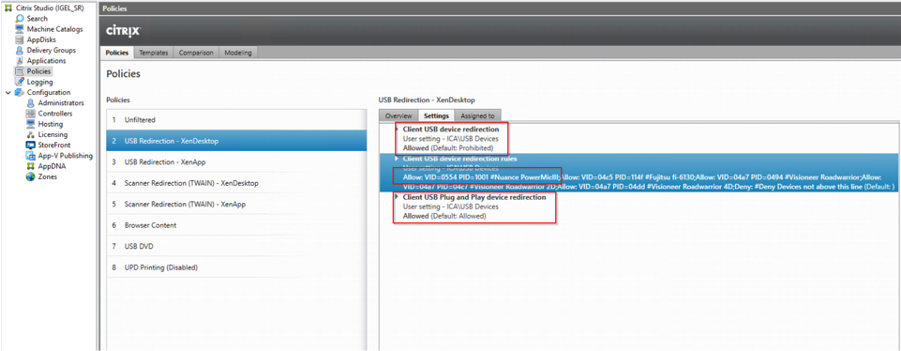 Citrix Studio (IGEL_SR)
Search
Machine Catalogs
AppDisks
Delivery Groups
Applications
Policies
Logging
Configuration
Administrators
Controllers
Hosting
Licensing
StoreFront
App-V Publishing
AppDNA
Zones
Policies
CİTRIX
Policies
Templates
Comparison
Modeling
Policies
Policies
1 Unfiltered
2 USB Redirection - XenDesktop
3 USB Redirection - XenApp
4 Scanner Redirection (TWAIN) - XenDesktop
5 Scanner Redirection (TWAIN) - XenApp
6 Browser Content
7 USB DVD
8 UPD Printing (Disabled)
USB Redirection - XenDesktop
Overview
Settings
Assigned to
Client USB device redirection
User setting - ICA\USB Devices
Allowed (Default: Prohibited)
Client USB device redirection rules
User setting - ICA\USB Devices
Allow: VID=0554 PID=1001 #Nuance PowerMicIII;Allow: VID=04c5 PID=114f #Fujitsu fi-6130;Allow: VID=04a7 PID=0494 #Visioneer Roadwarrior;Allow:
VID=04a7 PID=04c7 #Visioneer Roadwarrior 2D;Allow: VID=04a7 PID=04dd #Visioneer Roadwarrior 4D;Deny: #Deny Devices not above this line (Default: )
Client USB Plug and Play device redirection
User setting - ICA\USB Devices
Allowed (Default: Allowed)